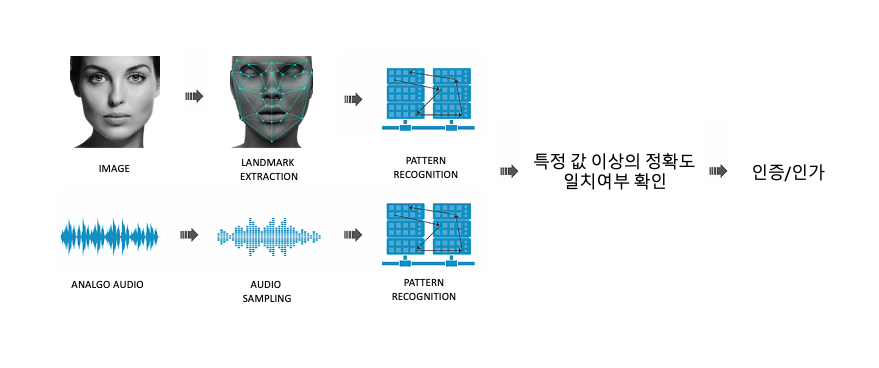 IMAGE
LANDMARK
EXTRACTION
PATTERN
RECOGNITION
특정 값 이상의 정확도
일치여부 확인
인증/인가
ANALGO AUDIO
AUDIO
SAMPLING
PATTERN
RECOGNITION